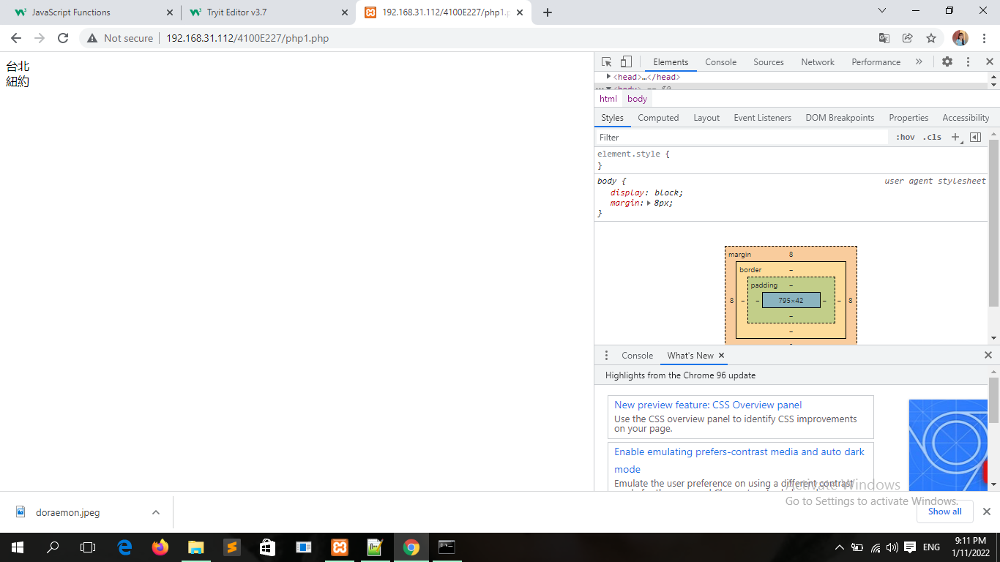 JavaScript Functions
Tryit Editor v3.7
192.168.31.112/4100E227/php1.p
Not secure
192.168.31.112/4100E227/php1.php
台北
紐約
Elements Console Sources Network Performance
<head>…</head>
<body> == $0
html body
Styles Computed Layout Event Listeners DOM Breakpoints Properties Accessibility
Filter :hov .cls
element.style {
}
body { user agent stylesheet
display: block;
margin: 8px;
}
margin 8
border –
padding –
8 – – 795×42 – – 8
–
–
Console What's New
Highlights from the Chrome 96 update
New preview feature: CSS Overview panel
Use the CSS overview panel to identify CSS improvements
on your page.
Enable emulating prefers-contrast media and auto dark
mode
Emulate the user preference on using a different contrast
Activate Windows
Go to Settings to activate Windows.
doraemon.jpeg
Show all
ENG
9:11 PM
1/11/2022